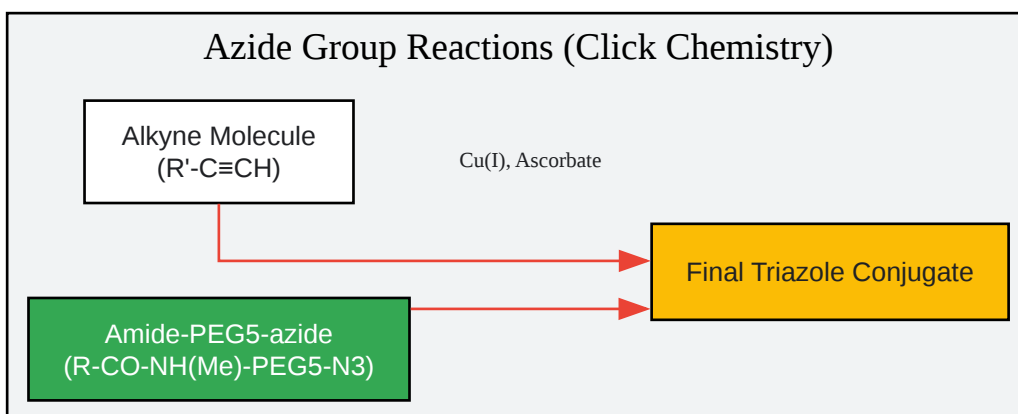 Azide Group Reactions (Click Chemistry)
Alkyne Molecule
(R'-C≡CH)
Cu(I), Ascorbate
Final Triazole Conjugate
Amide-PEG5-azide
(R-CO-NH(Me)-PEG5-N3)